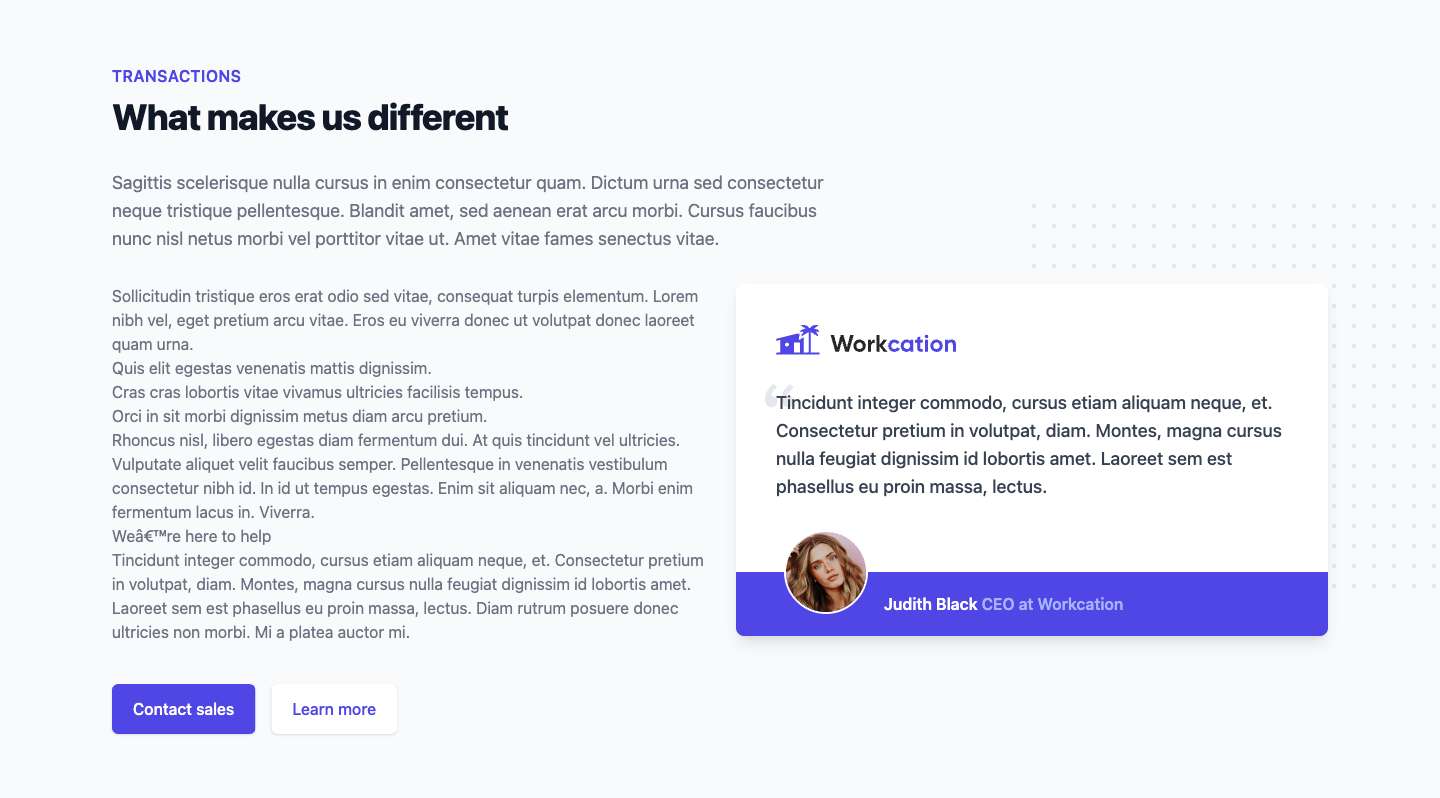 TRANSACTIONS
What makes us different
Sagittis scelerisque nulla cursus in enim consectetur quam. Dictum urna sed consectetur
neque tristique pellentesque. Blandit amet, sed aenean erat arcu morbi. Cursus faucibus
nunc nisl netus morbi vel porttitor vitae ut. Amet vitae fames senectus vitae.
Sollicitudin tristique eros erat odio sed vitae, consequat turpis elementum. Lorem
nibh vel, eget pretium arcu vitae. Eros eu viverra donec ut volutpat donec laoreet
quam urna.
Quis elit egestas venenatis mattis dignissim.
Cras cras lobortis vitae vivamus ultricies facilisis tempus.
Orci in sit morbi dignissim metus diam arcu pretium.
Rhoncus nisl, libero egestas diam fermentum dui. At quis tincidunt vel ultricies.
Vulputate aliquet velit faucibus semper. Pellentesque in venenatis vestibulum
consectetur nibh id. In id ut tempus egestas. Enim sit aliquam nec, a. Morbi enim
fermentum lacus in. Viverra.
Weâ€™re here to help
Tincidunt integer commodo, cursus etiam aliquam neque, et. Consectetur pretium
in volutpat, diam. Montes, magna cursus nulla feugiat dignissim id lobortis amet.
Laoreet sem est phasellus eu proin massa, lectus. Diam rutrum posuere donec
ultricies non morbi. Mi a platea auctor mi.
Contact sales
Learn more
Workcation
“
Tincidunt integer commodo, cursus etiam aliquam neque, et.
Consectetur pretium in volutpat, diam. Montes, magna cursus
nulla feugiat dignissim id lobortis amet. Laoreet sem est
phasellus eu proin massa, lectus.
Judith Black CEO at Workcation